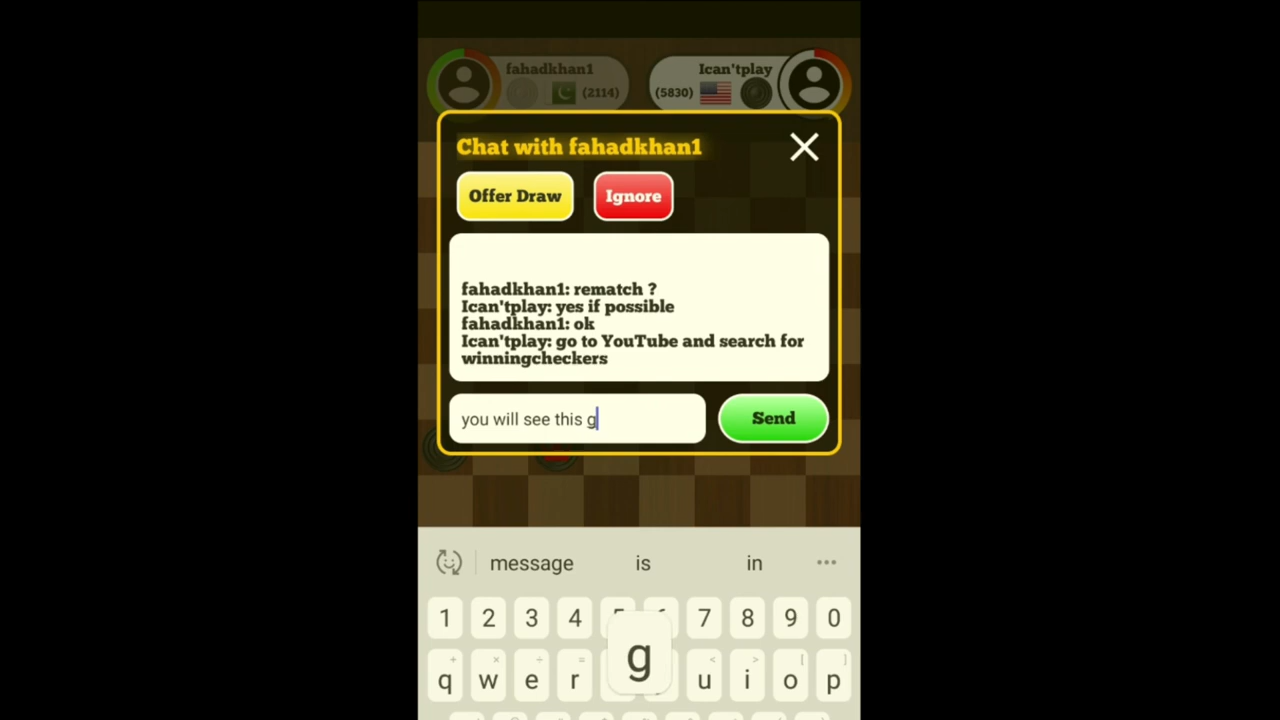 fahadkhan1
(2114)
Ican'tplay
(5830)
Chat with fahadkhan1
Offer Draw
Ignore
fahadkhan1: rematch ?
Ican'tplay: yes if possible
fahadkhan1: ok
Ican'tplay: go to YouTube and search for
winningcheckers
you will see this g
Send
message is in
1 2 3 4 5 6 7 8 9 0
g
+ × ÷ = < > [ ]
q w e r u i o p